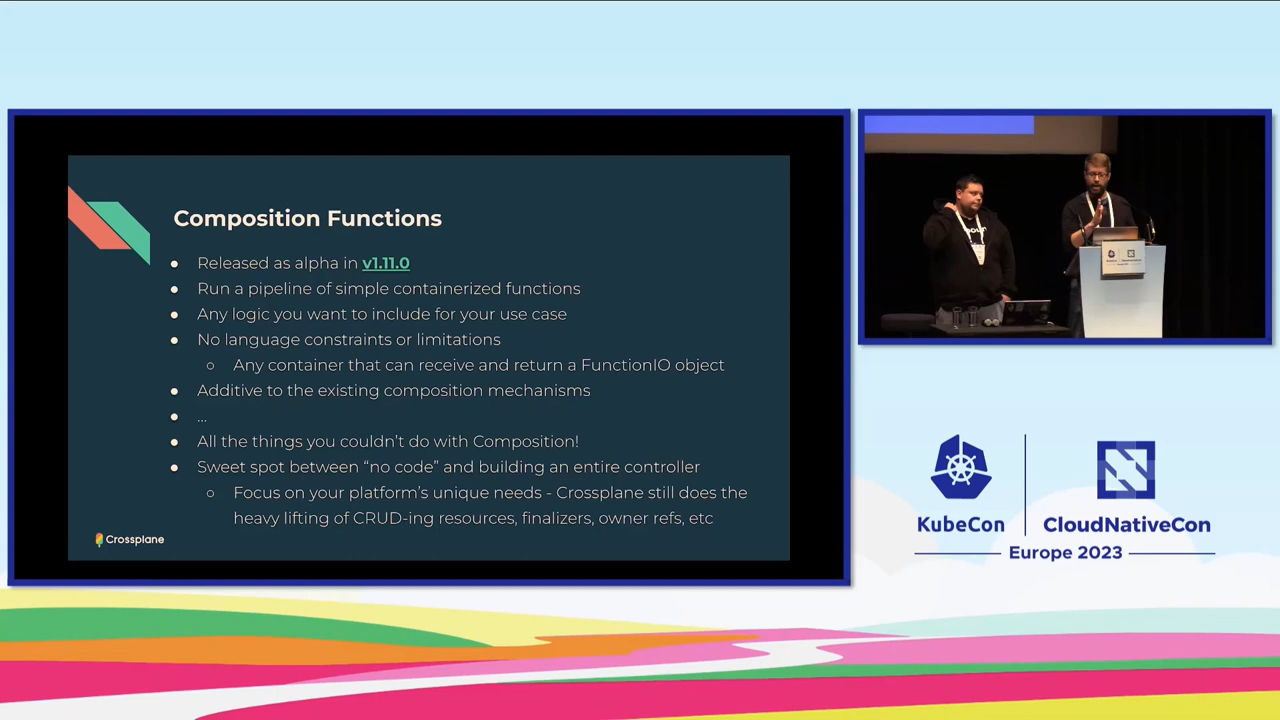 Composition Functions
● Released as alpha in v1.11.0
● Run a pipeline of simple containerized functions
● Any logic you want to include for your use case
● No language constraints or limitations
○ Any container that can receive and return a FunctionIO object
● Additive to the existing composition mechanisms
● ...
● All the things you couldn't do with Composition!
● Sweet spot between “no code” and building an entire controller
○ Focus on your platform's unique needs - Crossplane still does the
heavy lifting of CRUD-ing resources, finalizers, owner refs, etc
Crossplane
KubeCon
CloudNativeCon
Europe 2023